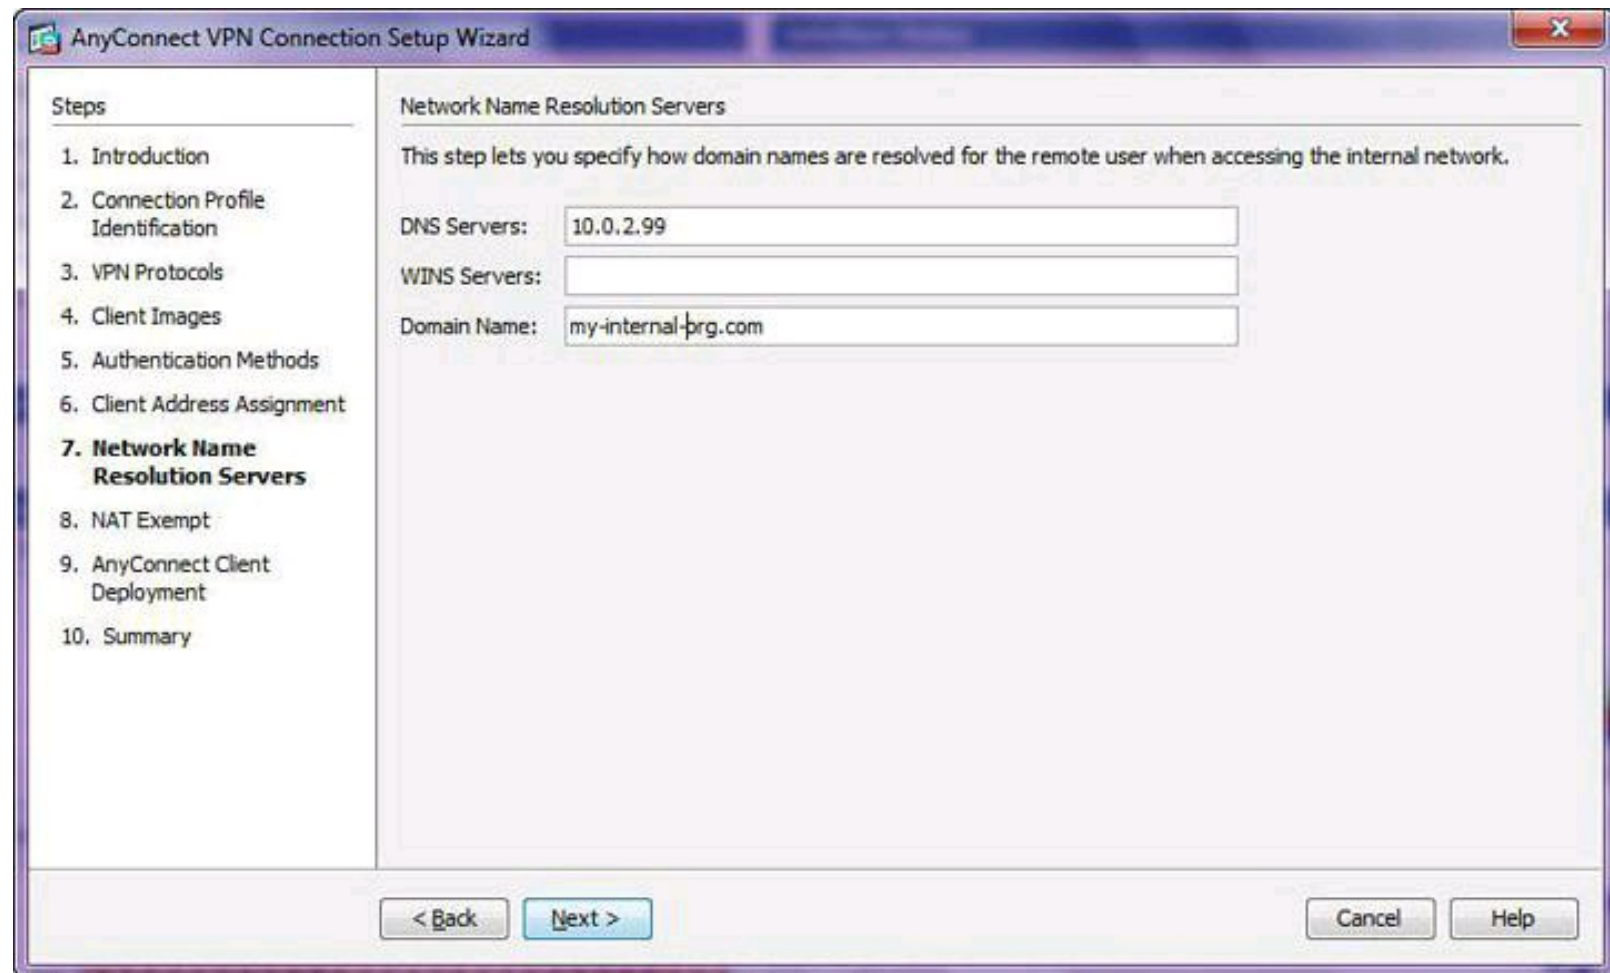 AnyConnect VPN Connection Setup Wizard
Steps
1. Introduction
2. Connection Profile
Identification
3. VPN Protocols
4. Client Images
5. Authentication Methods
6. Client Address Assignment
7. Network Name
Resolution Servers
8. NAT Exempt
9. AnyConnect Client
Deployment
10. Summary
Network Name Resolution Servers
This step lets you specify how domain names are resolved for the remote user when accessing the internal network.
DNS Servers: 10.0.2.99
WINS Servers:
Domain Name: my-internal-org.com
< Back Next > Cancel Help